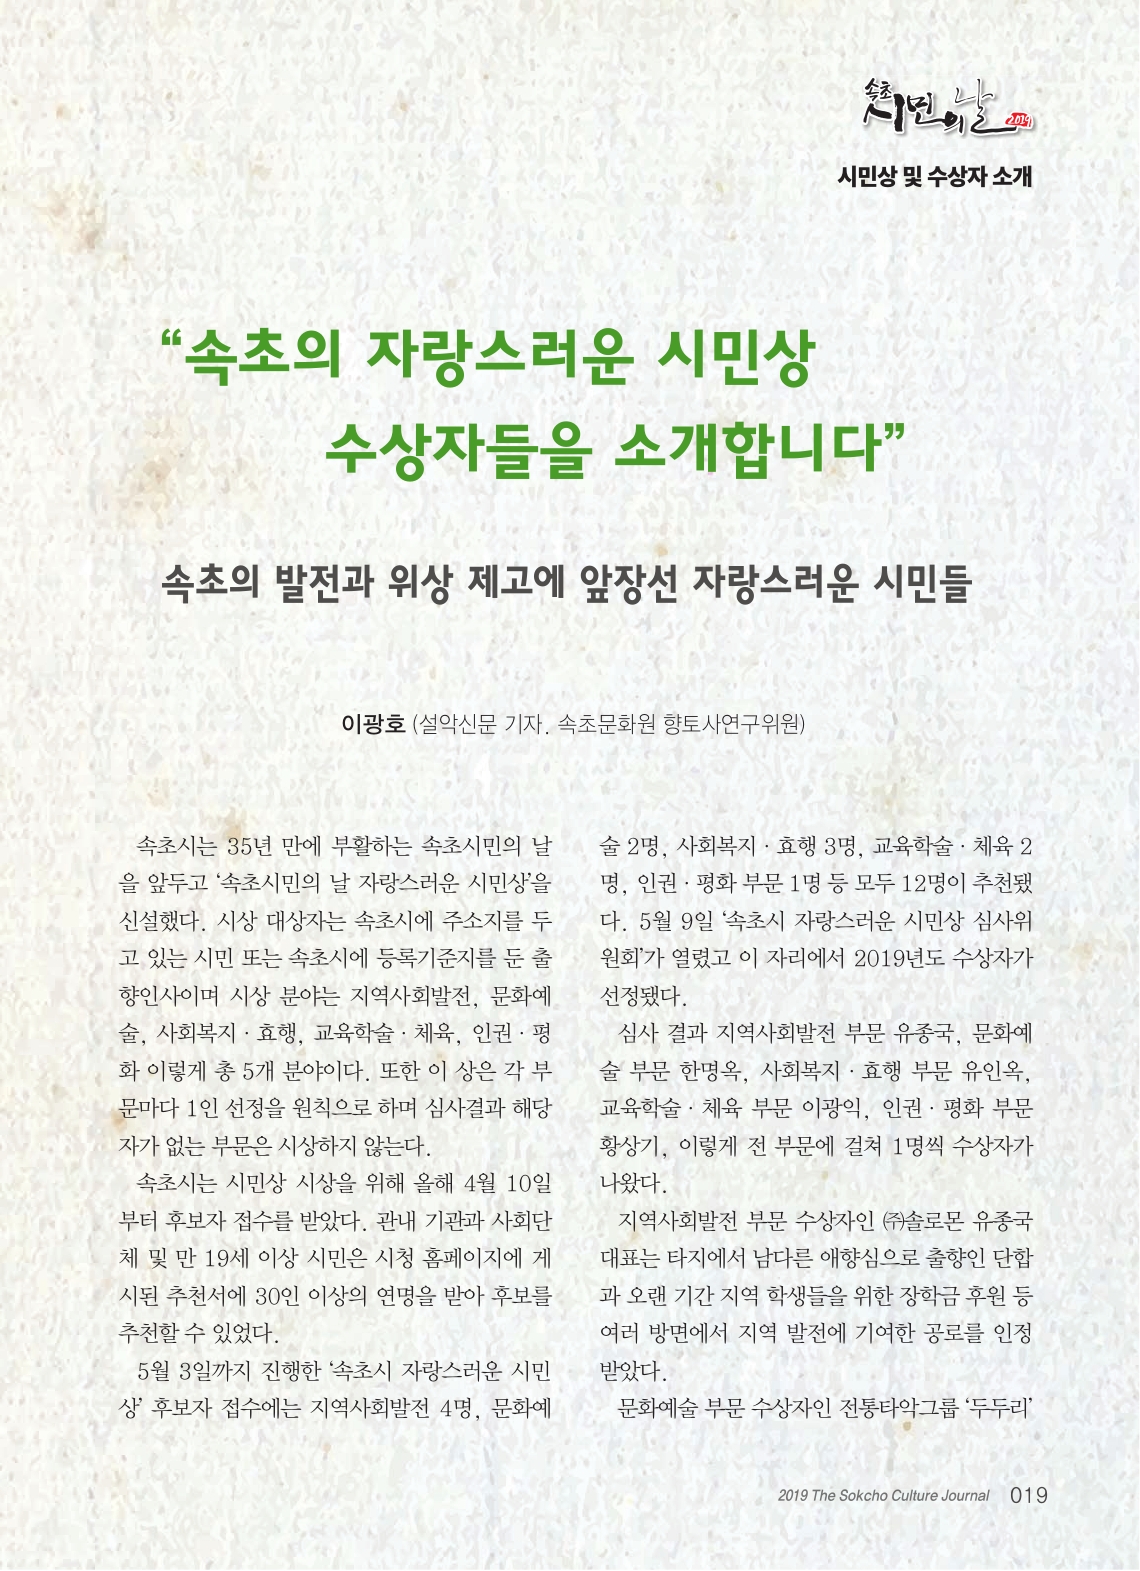 속초
시민의 날 2019
시민상 및 수상자 소개
“속초의 자랑스러운 시민상
수상자들을 소개합니다”
속초의 발전과 위상 제고에 앞장선 자랑스러운 시민들
이광호 (설악신문 기자. 속초문화원 향토사연구위원)
속초시는 35년 만에 부활하는 속초시민의 날
을 앞두고 ‘속초시민의 날 자랑스러운 시민상’을
신설했다. 시상 대상자는 속초시에 주소지를 두
고 있는 시민 또는 속초시에 등록기준지를 둔 출
향인사이며 시상 분야는 지역사회발전, 문화예
술, 사회복지 · 효행, 교육학술 · 체육, 인권 · 평
화 이렇게 총 5개 분야이다. 또한 이 상은 각 부
문마다 1인 선정을 원칙으로 하며 심사결과 해당
자가 없는 부문은 시상하지 않는다.
속초시는 시민상 시상을 위해 올해 4월 10일
부터 후보자 접수를 받았다. 관내 기관과 사회단
체 및 만 19세 이상 시민은 시청 홈페이지에 게
시된 추천서에 30인 이상의 연명을 받아 후보를
추천할 수 있었다.
5월 3일까지 진행한 ‘속초시 자랑스러운 시민
상’ 후보자 접수에는 지역사회발전 4명, 문화예
술 2명, 사회복지 · 효행 3명, 교육학술 · 체육 2
명, 인권 · 평화 부문 1명 등 모두 12명이 추천됐
다. 5월 9일 ‘속초시 자랑스러운 시민상 심사위
원회’가 열렸고 이 자리에서 2019년도 수상자가
선정됐다.
심사 결과 지역사회발전 부문 유종국, 문화예
술 부문 한명옥, 사회복지 · 효행 부문 유인옥,
교육학술 · 체육 부문 이광익, 인권 · 평화 부문
황상기, 이렇게 전 부문에 걸쳐 1명씩 수상자가
나왔다.
지역사회발전 부문 수상자인 ㈜솔로몬 유종국
대표는 타지에서 남다른 애향심으로 출향인 단합
과 오랜 기간 지역 학생들을 위한 장학금 후원 등
여러 방면에서 지역 발전에 기여한 공로를 인정
받았다.
문화예술 부문 수상자인 전통타악그룹 ‘두두리’
2019 The Sokcho Culture Journal 019